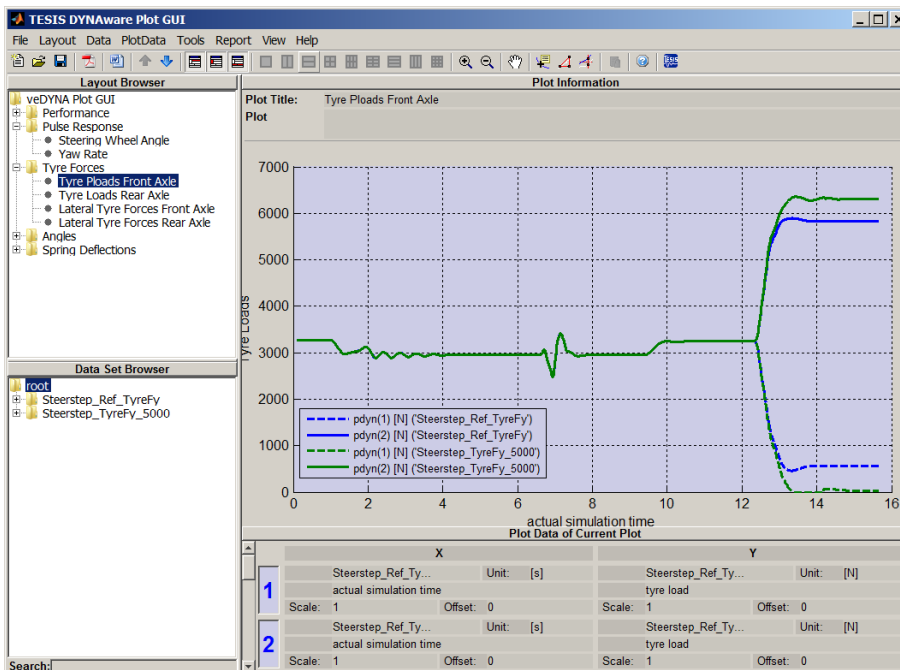 TESIS DYNAware Plot GUI
File Layout Data PlotData Tools Report View Help
Layout Browser
veDYNA Plot GUI
Performance
Pulse Response
Steering Wheel Angle
Yaw Rate
Tyre Forces
Tyre Ploads Front Axle
Tyre Loads Rear Axle
Lateral Tyre Forces Front Axle
Lateral Tyre Forces Rear Axle
Angles
Spring Deflections
Data Set Browser
root
Steerstep_Ref_TyreFy
Steerstep_TyreFy_5000
Search:
Plot Information
Plot Title: Tyre Ploads Front Axle
Plot
7000
6000
5000
4000
3000
2000
1000
0
Tyre Loads
pdyn(1) [N] ('Steerstep_Ref_TyreFy')
pdyn(2) [N] ('Steerstep_Ref_TyreFy')
pdyn(1) [N] ('Steerstep_TyreFy_5000')
pdyn(2) [N] ('Steerstep_TyreFy_5000')
0 2 4 6 8 10 12 14 16
actual simulation time
Plot Data of Current Plot
X Y
1
Steerstep_Ref_Ty... Unit: [s] Steerstep_Ref_Ty... Unit: [N]
actual simulation time tyre load
Scale: 1 Offset: 0 Scale: 1 Offset: 0
2
Steerstep_Ref_Ty... Unit: [s] Steerstep_Ref_Ty... Unit: [N]
actual simulation time tyre load
Scale: 1 Offset: 0 Scale: 1 Offset: 0